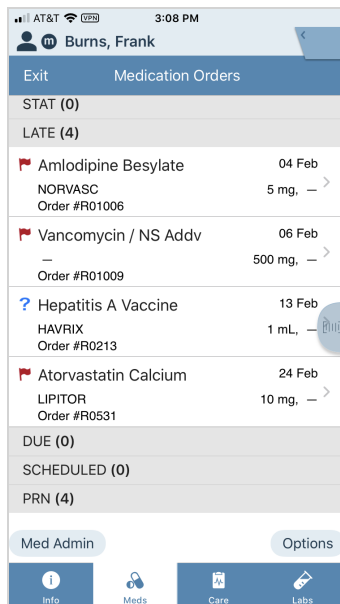 AT&T VPN 3:08 PM
m Burns, Frank
Exit Medication Orders
STAT (0)
LATE (4)
Amlodipine Besylate 04 Feb
NORVASC 5 mg, —
Order #R01006
Vancomycin / NS Addv 06 Feb
— 500 mg, —
Order #R01009
? Hepatitis A Vaccine 13 Feb
HAVRIX 1 mL, —
Order #R0213
Atorvastatin Calcium 24 Feb
LIPITOR 10 mg, —
Order #R0531
DUE (0)
SCHEDULED (0)
PRN (4)
Med Admin Options
Info Meds Care Labs